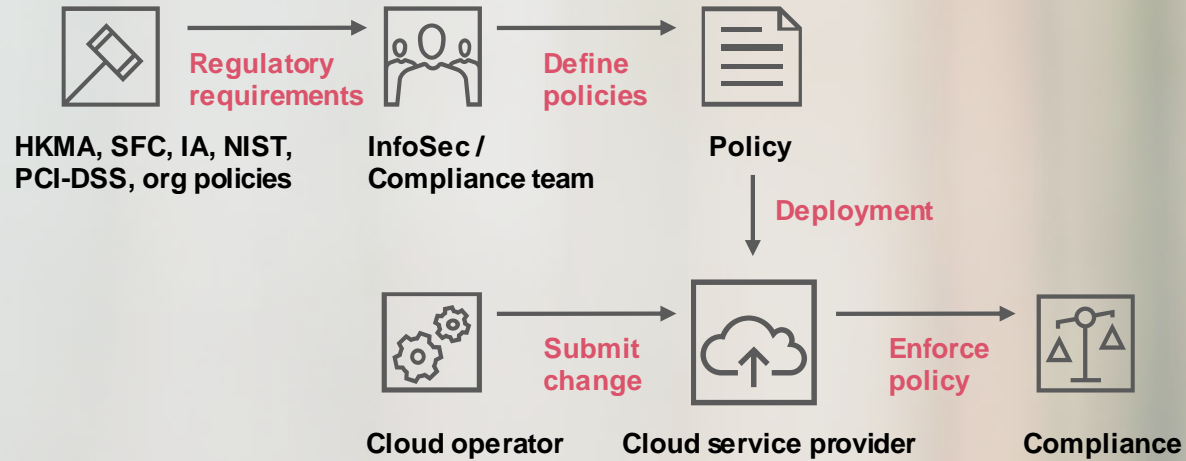 Regulatory
requirements
Define
policies
HKMA, SFC, IA, NIST,
PCI-DSS, org policies
InfoSec /
Compliance team
Policy
Deployment
Submit
change
Enforce
policy
Cloud operator
Cloud service provider
Compliance